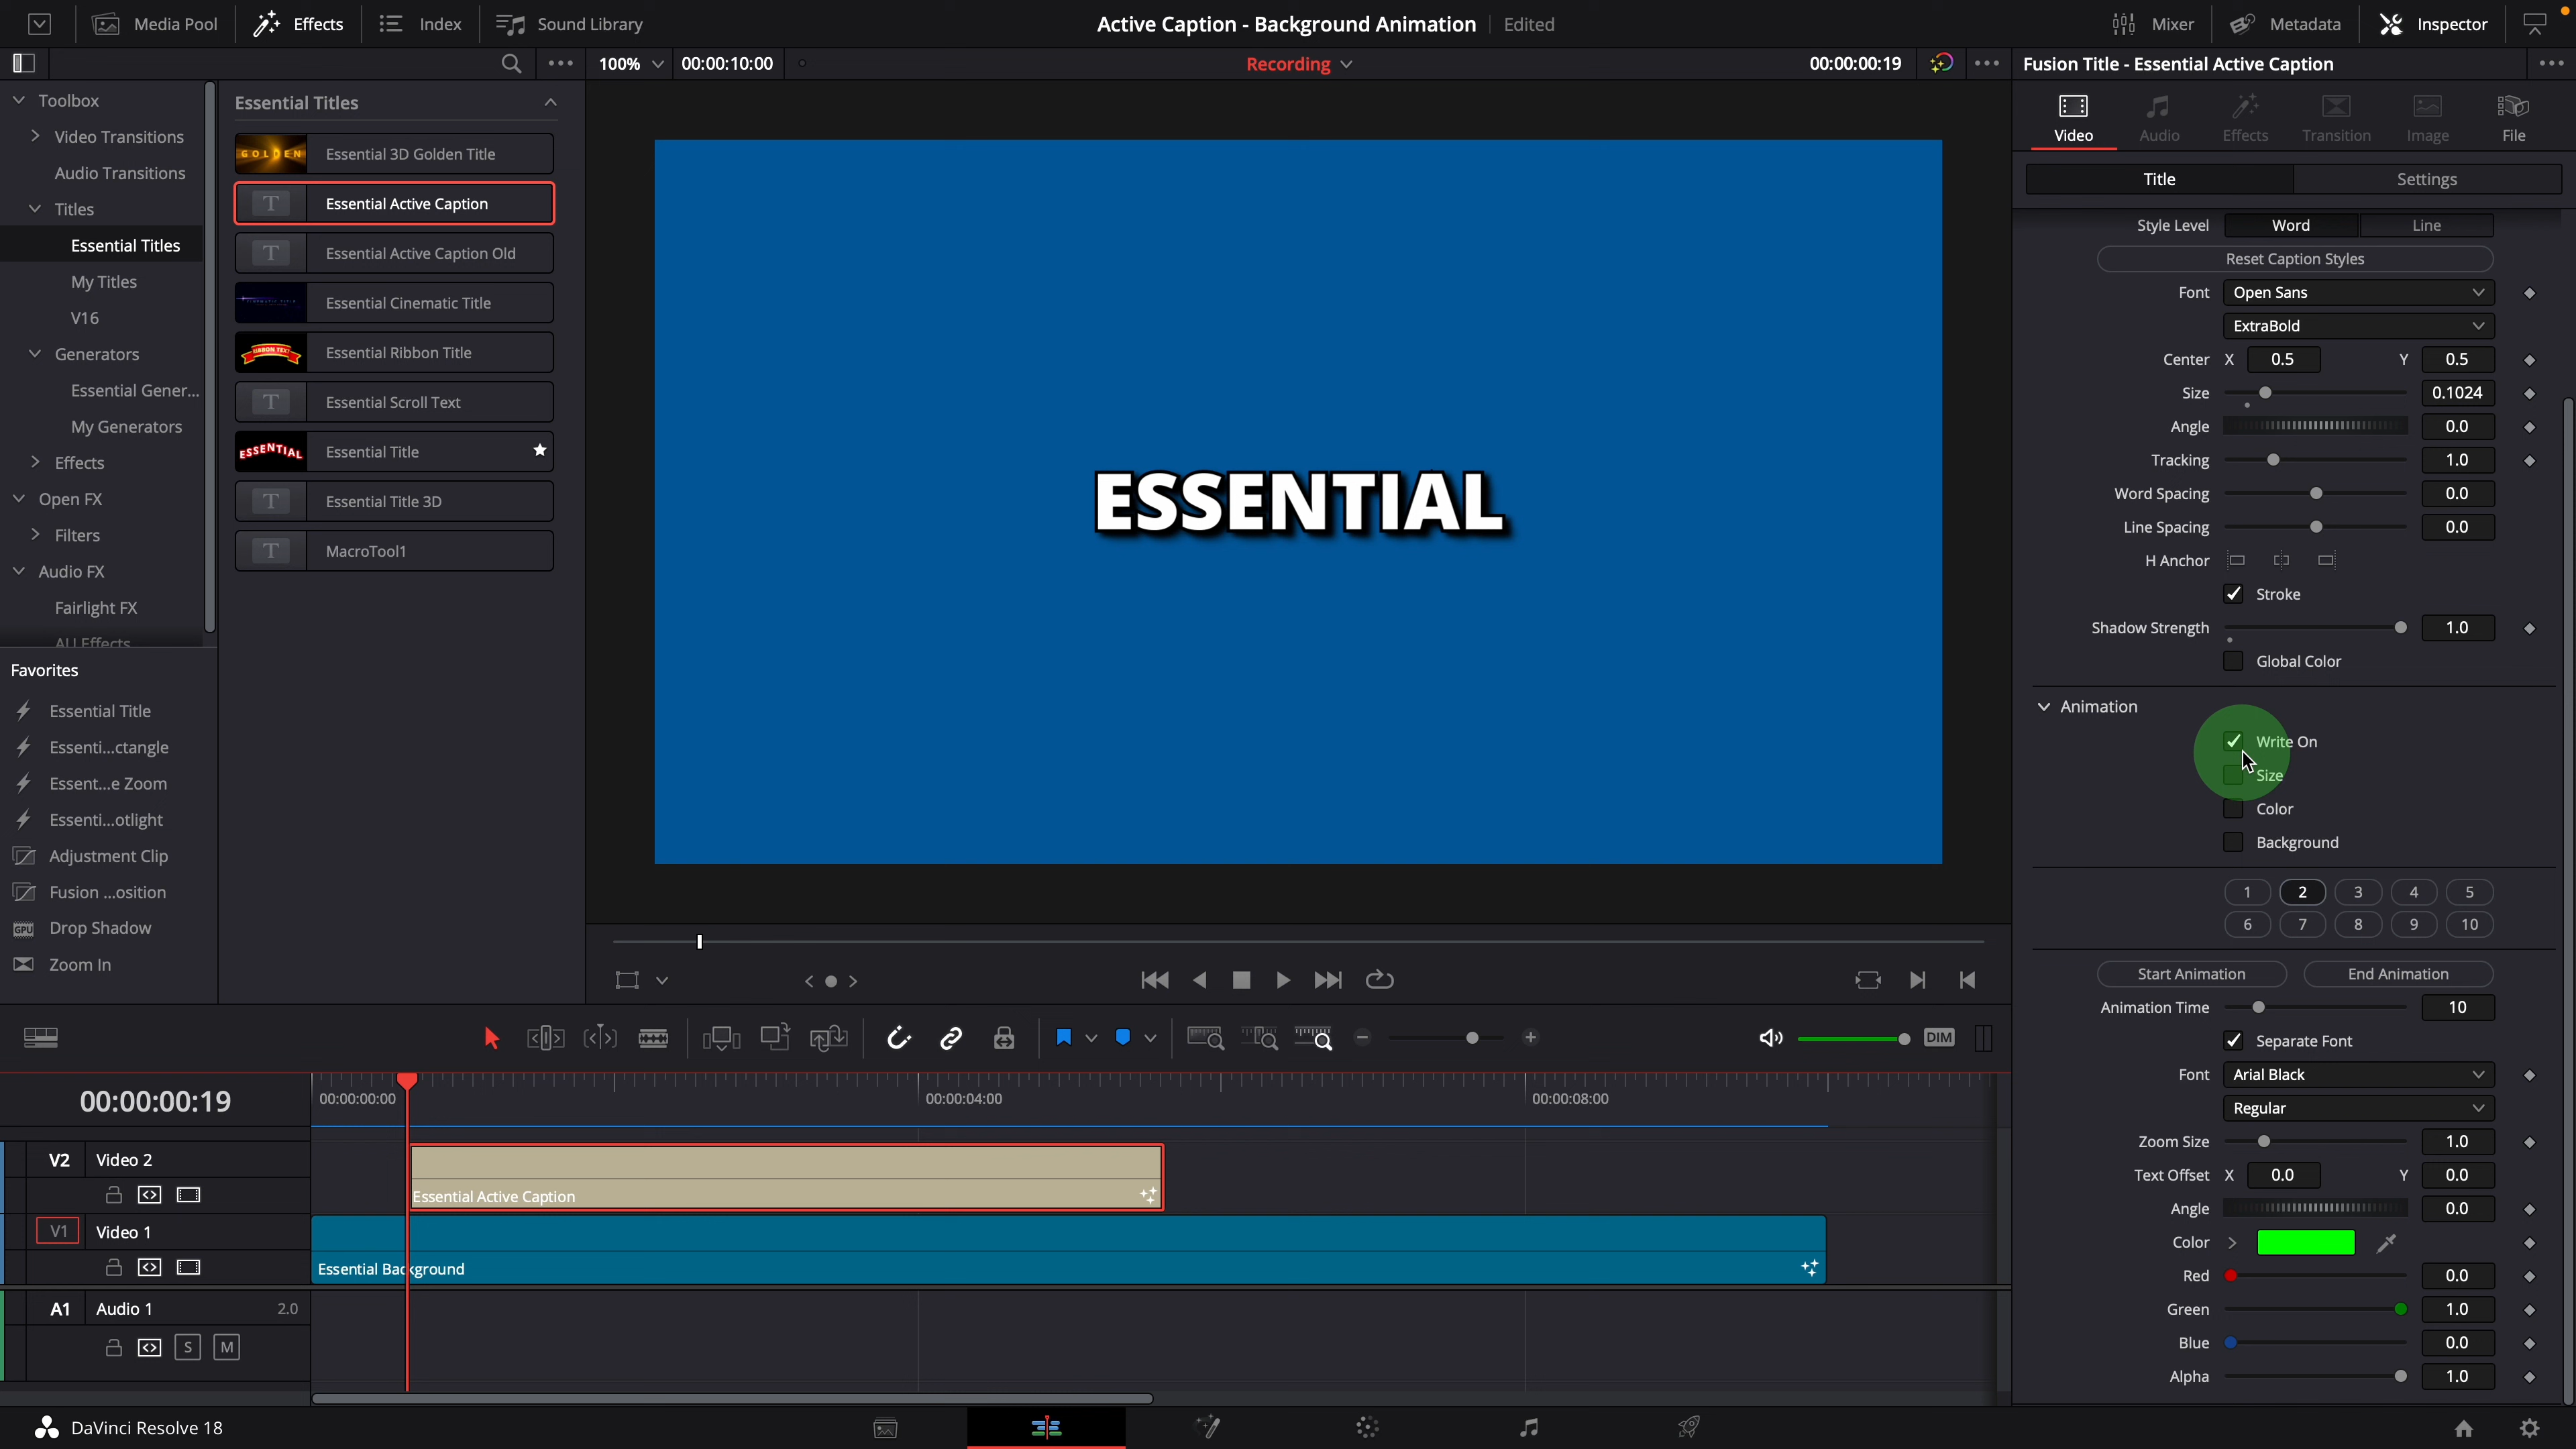 Media Pool
Effects
Index
Sound Library
Active Caption - Background Animation
Edited
Mixer
Metadata
Inspector
100%
00:00:10:00
Recording
00:00:00:19
Fusion Title - Essential Active Caption
Toolbox
Video Transitions
Audio Transitions
Titles
Essential Titles
My Titles
V16
Generators
Essential Gener...
My Generators
Effects
Open FX
Filters
Audio FX
Fairlight FX
AU Effects
Favorites
Essential Title
Essenti...ctangle
Essent...e Zoom
Essenti...otlight
Adjustment Clip
Fusion ...osition
GPU Drop Shadow
Zoom In
Essential Titles
GOLDEN Essential 3D Golden Title
T Essential Active Caption
T Essential Active Caption Old
Essential Cinematic Title
RIBBON TEXT Essential Ribbon Title
T Essential Scroll Text
ESSENTIAL Essential Title
T Essential Title 3D
T MacroTool1
ESSENTIAL
Video
Audio
Effects
Transition
Image
File
Title
Settings
Style Level Word Line
Reset Caption Styles
Font Open Sans
ExtraBold
Center X 0.5 Y 0.5
Size 0.1024
Angle 0.0
Tracking 1.0
Word Spacing 0.0
Line Spacing 0.0
H Anchor
Stroke
Shadow Strength 1.0
Global Color
Animation
Write On
Size
Color
Background
1 2 3 4 5
6 7 8 9 10
Start Animation End Animation
Animation Time 10
Separate Font
Font Arial Black
Regular
Zoom Size 1.0
Text Offset X 0.0 Y 0.0
Angle 0.0
Color
Red 0.0
Green 1.0
Blue 0.0
Alpha 1.0
DIM
00:00:00:19
00:00:00:00
00:00:04:00
00:00:08:00
V2 Video 2
Essential Active Caption
V1 Video 1
Essential Background
A1 Audio 1 2.0
S M
DaVinci Resolve 18